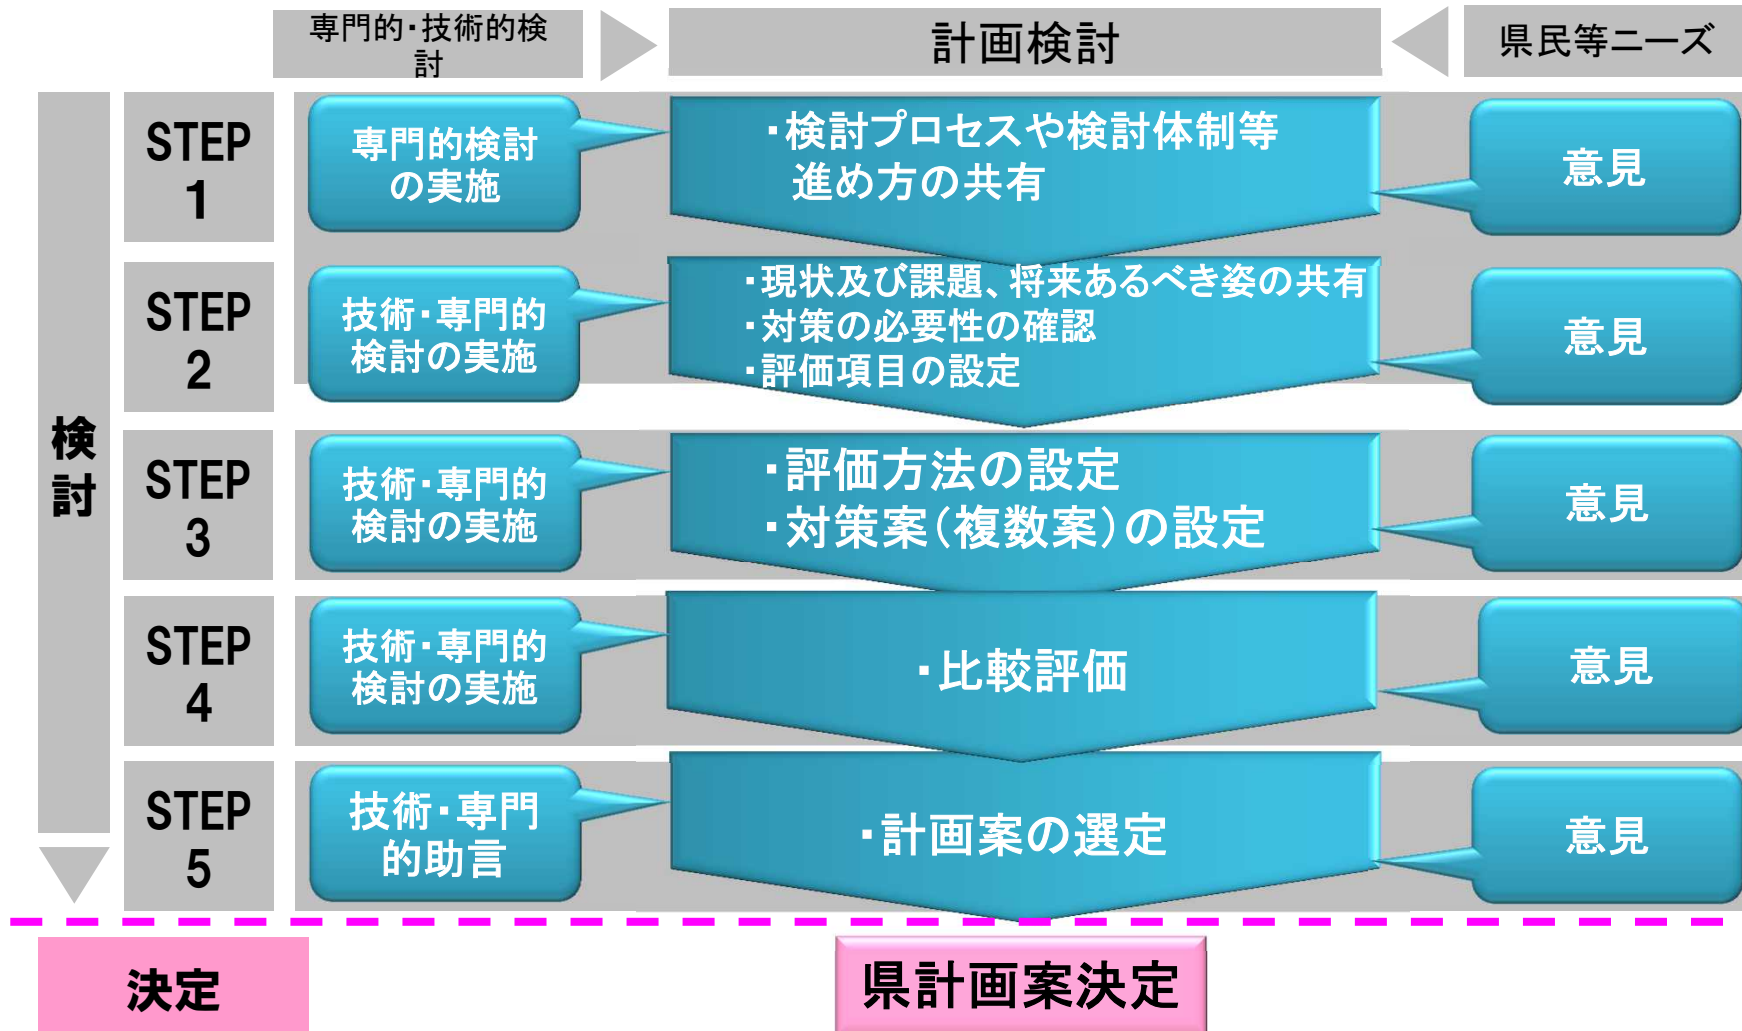 専門的・技術的検
討
計画検討
県民等ニーズ
検
討
STEP
1
専門的検討
の実施
・検討プロセスや検討体制等
進め方の共有
意見
STEP
2
技術・専門的
検討の実施
・現状及び課題、将来あるべき姿の共有
・対策の必要性の確認
・評価項目の設定
意見
STEP
3
技術・専門的
検討の実施
・評価方法の設定
・対策案(複数案)の設定
意見
STEP
4
技術・専門的
検討の実施
・比較評価
意見
STEP
5
技術・専門
的助言
・計画案の選定
意見
決定
県計画案決定